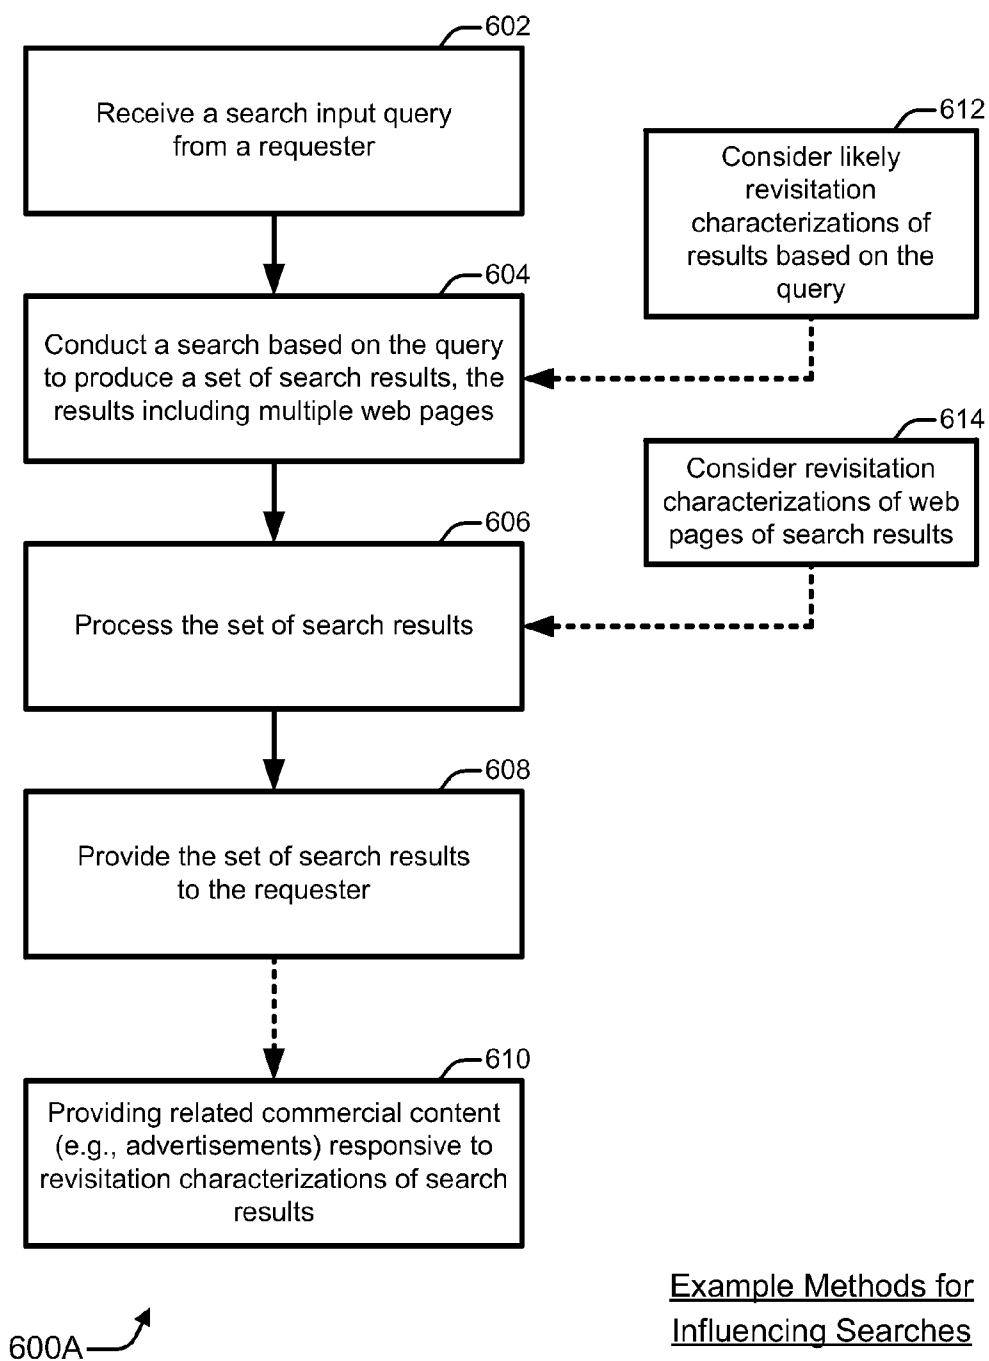 602
Receive a search input query
from a requester
612
Consider likely
revisitation
characterizations of
results based on the
query
604
Conduct a search based on the query
to produce a set of search results, the
results including multiple web pages
614
Consider revisitation
characterizations of web
pages of search results
606
Process the set of search results
608
Provide the set of search results
to the requester
610
Providing related commercial content
(e.g., advertisements) responsive to
revisitation characterizations of search
results
600A
Example Methods for
Influencing Searches